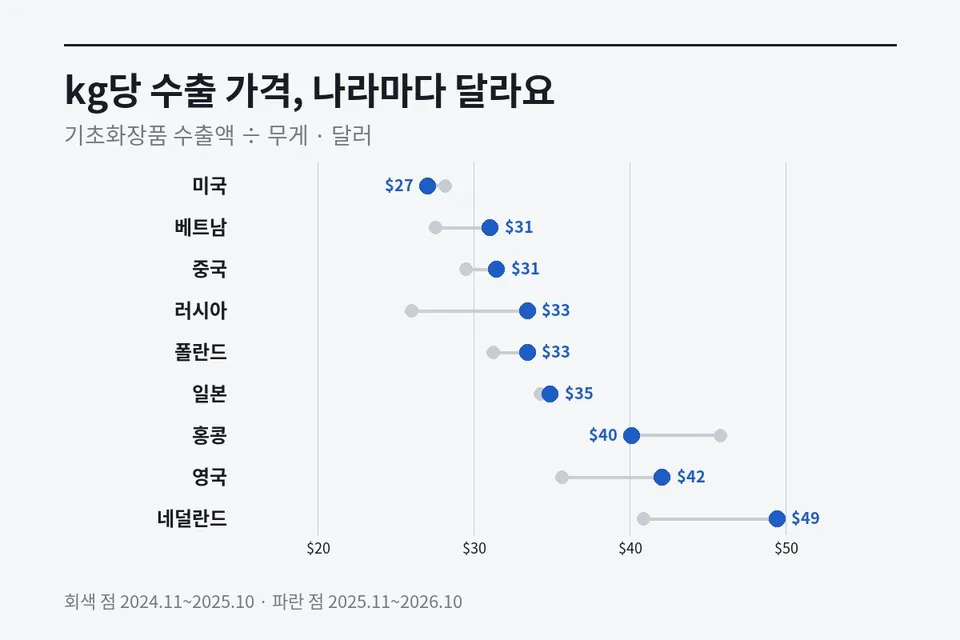 kg당 수출 가격, 나라마다 달라요
기초화장품 수출액 ÷ 무게 · 달러
미국 $27
베트남 $31
중국 $31
러시아 $33
폴란드 $33
일본 $35
홍콩 $40
영국 $42
네덜란드 $49
$20 $30 $40 $50
회색 점 2024.11~2025.10 · 파란 점 2025.11~2026.10